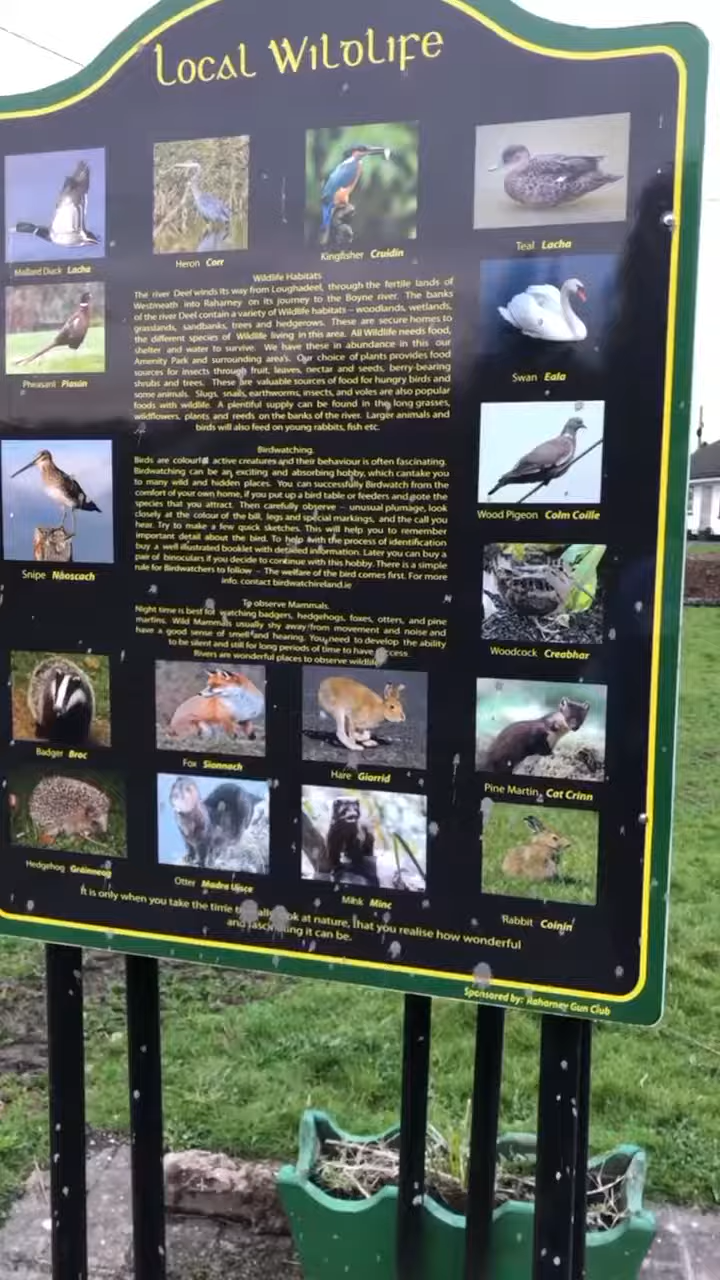 Local Wildlife
Mallard Duck Lacha
Heron Corr
Kingfisher Cruidín
Teal Lacha
Pheasant Piasún
Swan Eala
Wood Pigeon Colm Coille
Snipe Naoscach
Woodcock Creabhar
Wildlife Habitats
The river Deel winds its way from Loughadeel, through the fertile lands of
Westmeath into Raharney on its journey to the Boyne river. The banks
of the river Deel contain a variety of Wildlife habitats – woodlands, wetlands,
grasslands, sandbanks, trees and hedgerows. These are secure homes to
the different species of Wildlife living in this area. All Wildlife needs food,
shelter and water to survive. We have these in abundance in this our
Amenity Park and surrounding area's. Our choice of plants provides food
sources for insects through fruit, leaves, nectar and seeds, berry-bearing
shrubs and trees. These are valuable sources of food for hungry birds and
some animals. Slugs, snails, earthworms, insects, and voles are also popular
foods with wildlife. A plentiful supply can be found in the long grasses,
wildflowers, plants and reeds on the banks of the river. Larger animals and
birds will also feed on young rabbits, fish etc.
Birdwatching.
Birds are colourful active creatures and their behaviour is often fascinating.
Birdwatching can be an exciting and absorbing hobby, which cantake you
to many wild and hidden places. You can successfully Birdwatch from the
comfort of your own home, if you put up a bird table or feeders and note the
species that you attract. Then carefully observe – unusual plumage, look
closely at the colour of the bill, legs and special markings, and the call you
hear. Try to make a few quick sketches. This will help you to remember
important detail about the bird. To help with the process of identification
buy a well illustrated booklet with detailed information. Later you can buy a
pair of binoculars if you decide to continue with this hobby. There is a simple
rule for Birdwatchers to follow – The welfare of the bird comes first. For more
info. contact birdwatchireland.ie
To observe Mammals.
Night time is best for watching badgers, hedgehogs, foxes, otters, and pine
martins. Wild Mammals usually shy away from movement and noise and
have a good sense of smell and hearing. You need to develop the ability
to be silent and still for long periods of time to have access
Rivers are wonderful places to observe wildlife
Badger Broc
Fox Sionnach
Hare Giorrid
Pine Martin Cat Crinn
Hedgehog Gráinneog
Otter Madra Uisce
Mink Minc
Rabbit Coinín
It is only when you take the time to look at nature, that you realise how wonderful
and fascinating it can be.
Sponsored by: Raharney Gun Club